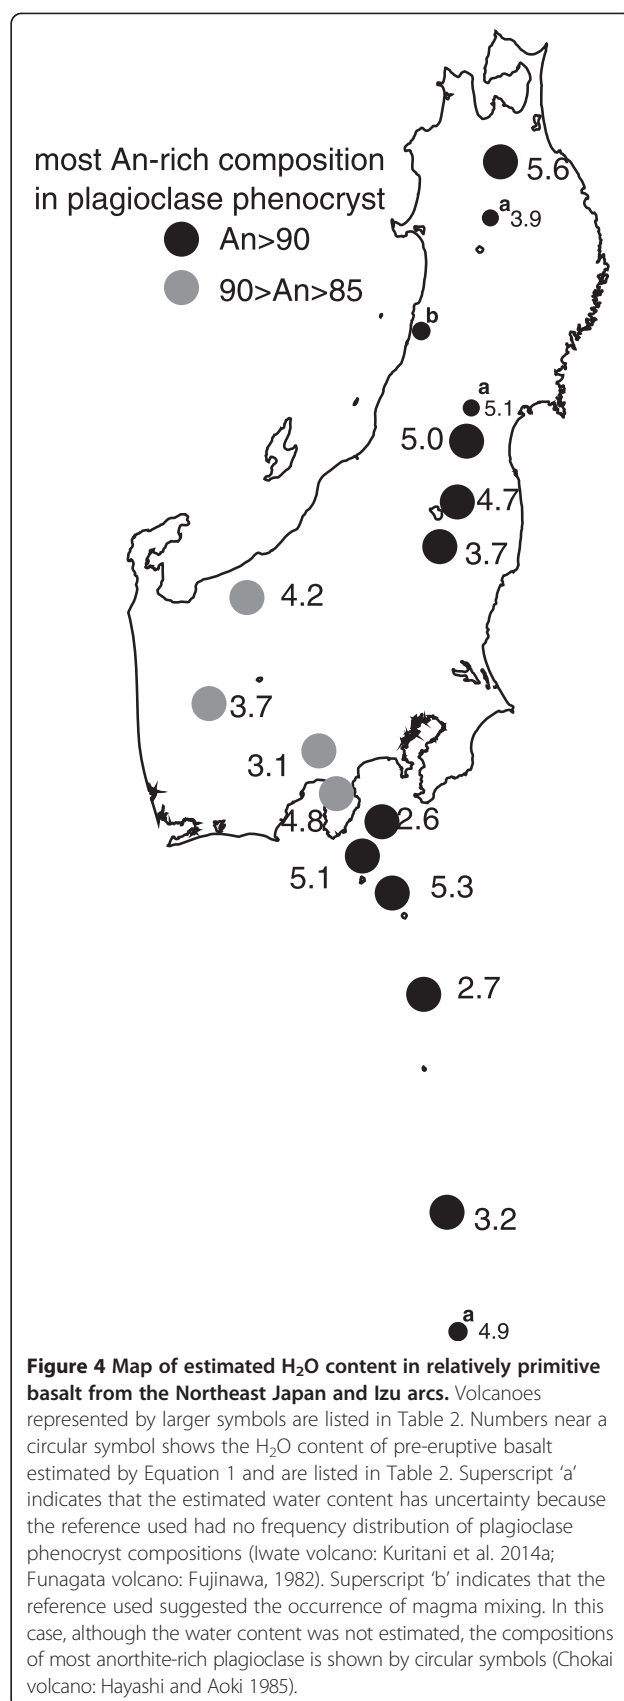 most An-rich composition
in plagioclase phenocryst
An>90
90>An>85
5.6
a 3.9
b
a 5.1
5.0
4.7
3.7
4.2
3.7
3.1
4.8
2.6
5.1
5.3
2.7
3.2
a 4.9
Figure 4 Map of estimated H₂O content in relatively primitive
basalt from the Northeast Japan and Izu arcs. Volcanoes
represented by larger symbols are listed in Table 2. Numbers near a
circular symbol shows the H₂O content of pre-eruptive basalt
estimated by Equation 1 and are listed in Table 2. Superscript ‘a’
indicates that the estimated water content has uncertainty because
the reference used had no frequency distribution of plagioclase
phenocryst compositions (Iwate volcano: Kuritani et al. 2014a;
Funagata volcano: Fujinawa, 1982). Superscript ‘b’ indicates that the
reference used suggested the occurrence of magma mixing. In this
case, although the water content was not estimated, the compositions
of most anorthite-rich plagioclase is shown by circular symbols (Chokai
volcano: Hayashi and Aoki 1985).